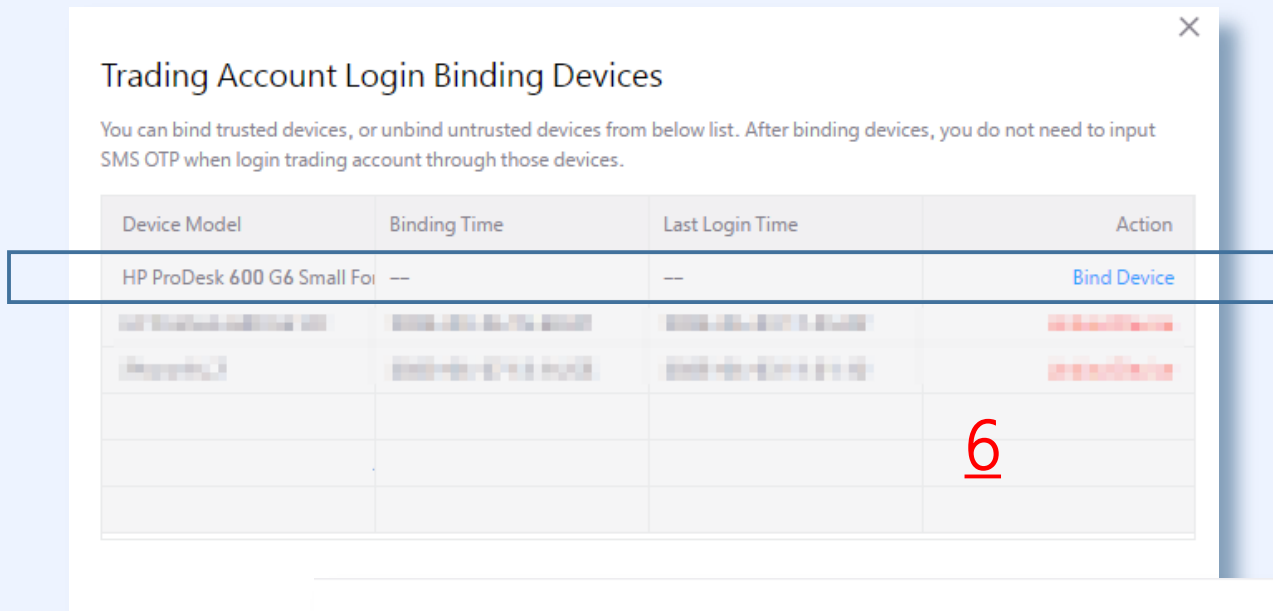 Trading Account Login Binding Devices
You can bind trusted devices, or unbind untrusted devices from below list. After binding devices, you do not need to input
SMS OTP when login trading account through those devices.
Device Model Binding Time Last Login Time Action
HP ProDesk 600 G6 Small For -- -- Bind Device
6